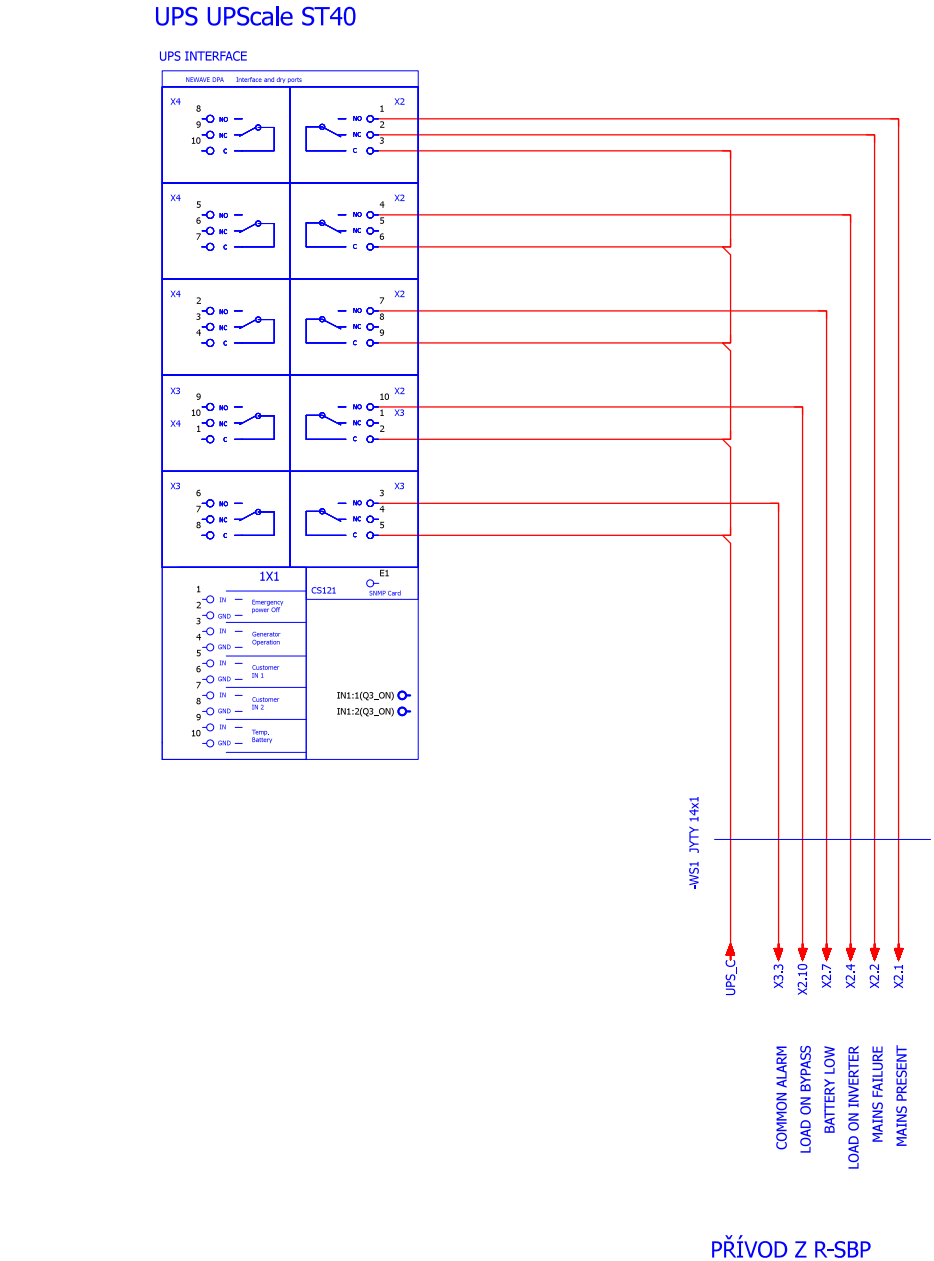 UPS UPScale ST40
UPS INTERFACE
NEWAVE DPA Interface and dry ports
X4
8 NO
9 NC
10 C
X2
1 NO
2 NC
3 C
X4
5 NO
6 NC
7 C
X2
4 NO
5 NC
6 C
X4
2 NO
3 NC
4 C
X2
7 NO
8 NC
9 C
X3
9 NO
X4
10 NC
1 C
X2
10 NO
X3
1 NC
2 C
X3
6 NO
7 NC
8 C
X3
3 NO
4 NC
5 C
1X1
1 IN
2 GND
Emergency
power Off
3 IN
4 GND
Generator
Operation
5 IN
6 GND
Customer
IN 1
7 IN
8 GND
Customer
IN 2
9 IN
10 GND
Temp.
Battery
CS121
E1
SNMP Card
IN1:1(Q3_ON)
IN1:2(Q3_ON)
-WS1 JYTY 14x1
UPS_C
X3.3
X2.10
X2.7
X2.4
X2.2
X2.1
COMMON ALARM
LOAD ON BYPASS
BATTERY LOW
LOAD ON INVERTER
MAINS FAILURE
MAINS PRESENT
PŘÍVOD Z R-SBP